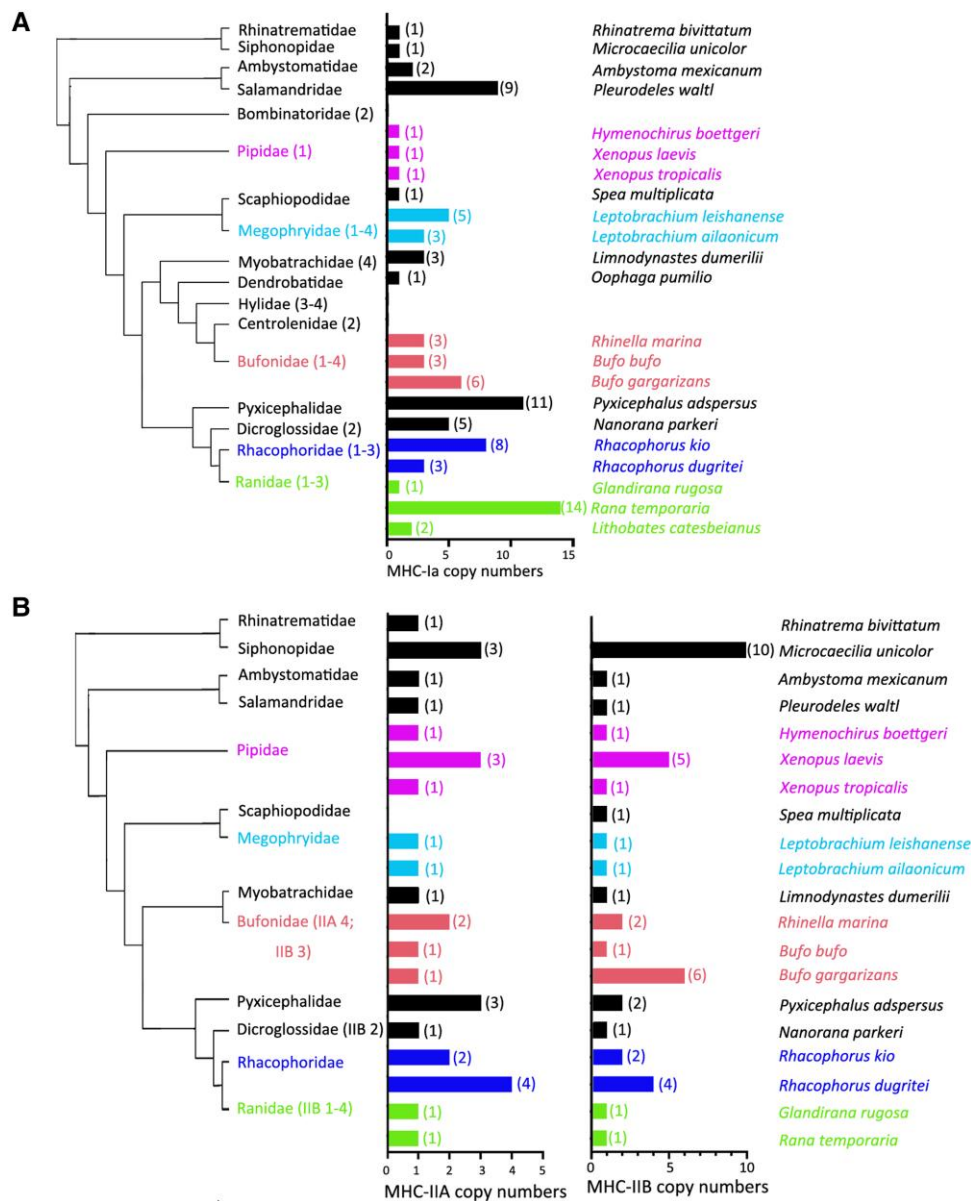 A
Rhinatrematidae (1) Rhinatrema bivittatum
Siphonopidae (1) Microcaecilia unicolor
Ambystomatidae (2) Ambystoma mexicanum
Salamandridae (9) Pleurodeles waltl
Bombinatoridae (2)
(1) Hymenochirus boettgeri
Pipidae (1) (1) Xenopus laevis
(1) Xenopus tropicalis
Scaphiopodidae (1) Spea multiplicata
(5) Leptobrachium leishanense
Megophryidae (1-4) (3) Leptobrachium ailaonicum
Myobatrachidae (4) (3) Limnodynastes dumerilii
Dendrobatidae (1) Oophaga pumilio
Hylidae (3-4)
Centrolenidae (2)
(3) Rhinella marina
Bufonidae (1-4) (3) Bufo bufo
(6) Bufo gargarizans
Pyxicephalidae (11) Pyxicephalus adspersus
Dicroglossidae (2) (5) Nanorana parkeri
Rhacophoridae (1-3) (8) Rhacophorus kio
(3) Rhacophorus dugritei
Ranidae (1-3) (1) Glandirana rugosa
(14) Rana temporaria
(2) Lithobates catesbeianus
0 5 10 15
MHC-Ia copy numbers
B
Rhinatrematidae (1) Rhinatrema bivittatum
Siphonopidae (3) (10) Microcaecilia unicolor
Ambystomatidae (1) (1) Ambystoma mexicanum
Salamandridae (1) (1) Pleurodeles waltl
(1) (1) Hymenochirus boettgeri
Pipidae (3) (5) Xenopus laevis
(1) (1) Xenopus tropicalis
Scaphiopodidae (1) Spea multiplicata
Megophryidae (1) (1) Leptobrachium leishanense
(1) (1) Leptobrachium ailaonicum
Myobatrachidae (1) (1) Limnodynastes dumerilii
Bufonidae (IIA 4; (2) (2) Rhinella marina
IIB 3) (1) (1) Bufo bufo
(1) (6) Bufo gargarizans
Pyxicephalidae (3) (2) Pyxicephalus adspersus
Dicroglossidae (IIB 2) (1) (1) Nanorana parkeri
Rhacophoridae (2) (2) Rhacophorus kio
(4) (4) Rhacophorus dugritei
Ranidae (IIB 1-4) (1) (1) Glandirana rugosa
(1) (1) Rana temporaria
0 1 2 3 4 5 0 5 10
MHC-IIA copy numbers MHC-IIB copy numbers